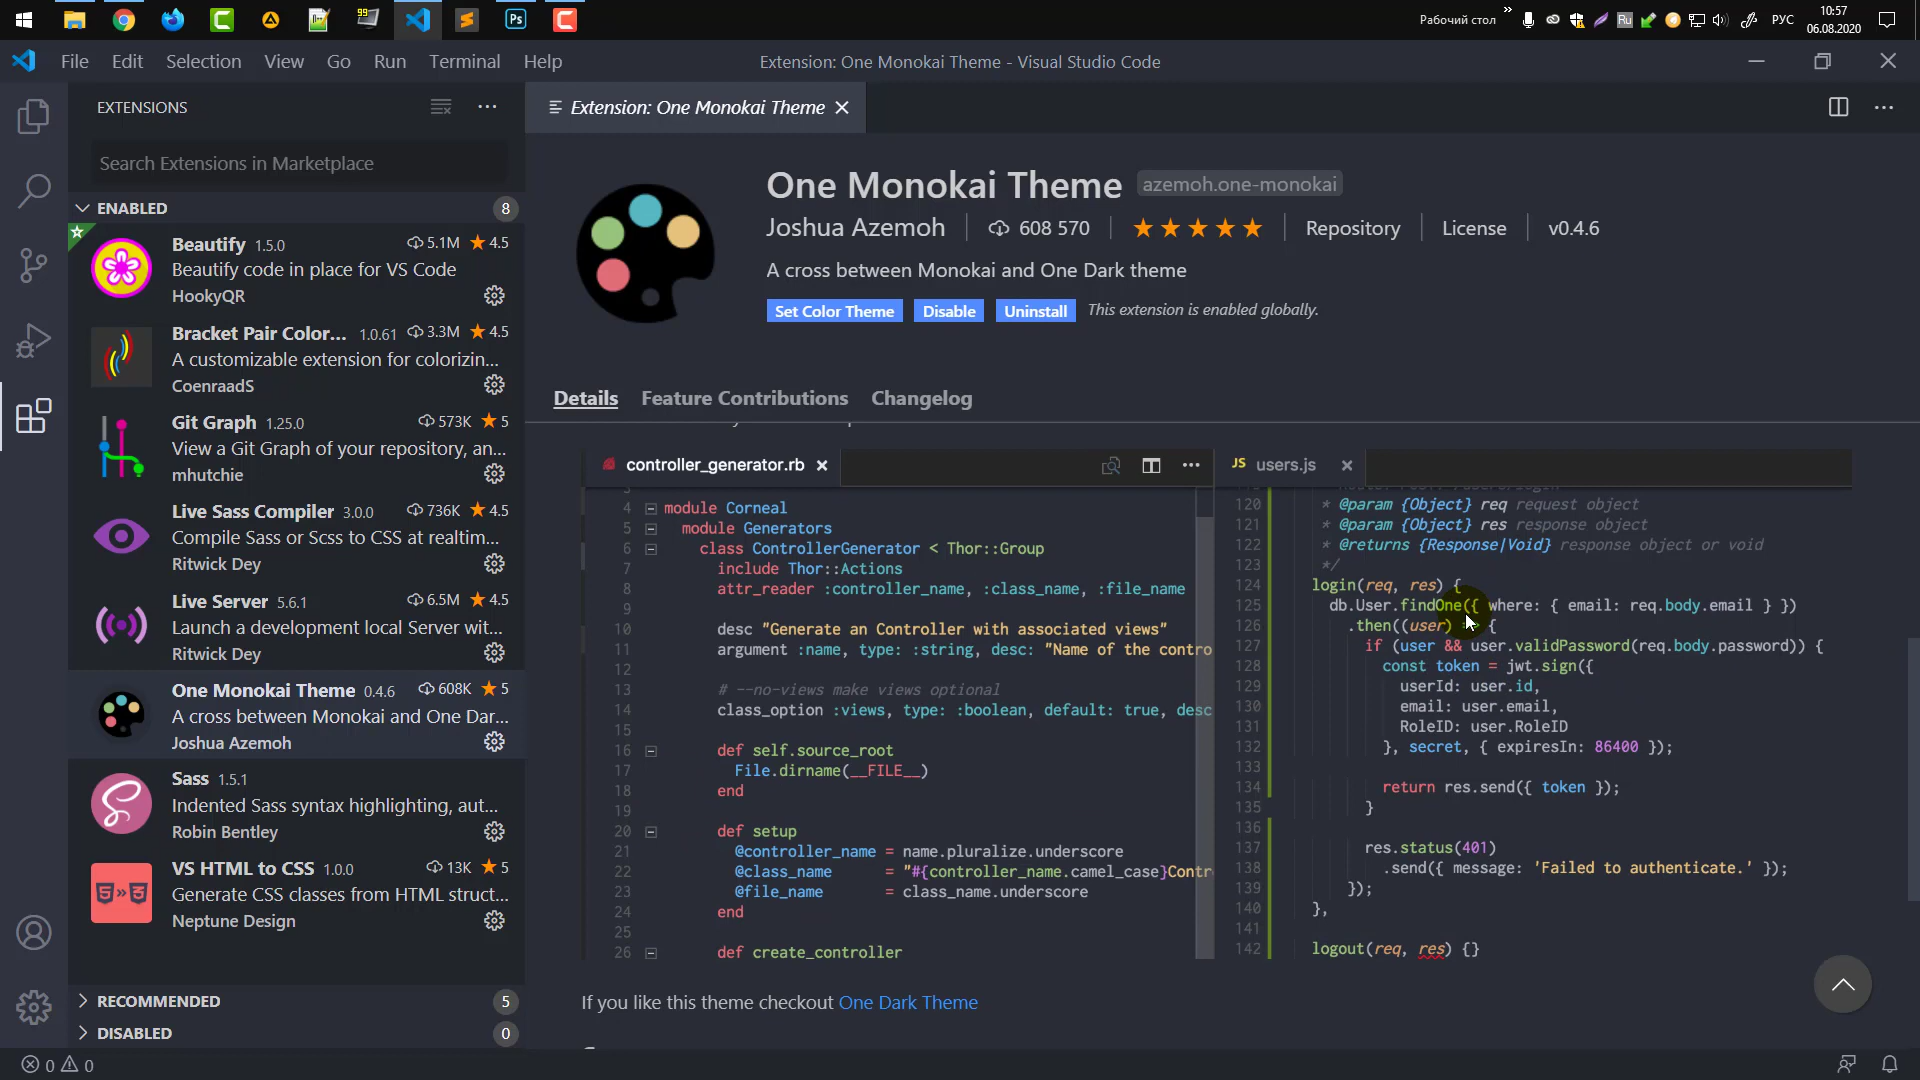 99
Ps
Рабочий стол
Ru
РУС
10:57
06.08.2020
File Edit Selection View Go Run Terminal Help
Extension: One Monokai Theme - Visual Studio Code
EXTENSIONS
Search Extensions in Marketplace
ENABLED 8
Beautify 1.5.0 5.1M 4.5
Beautify code in place for VS Code
HookyQR
Bracket Pair Color... 1.0.61 3.3M 4.5
A customizable extension for colorizin...
CoenraadS
Git Graph 1.25.0 573K 5
View a Git Graph of your repository, an...
mhutchie
Live Sass Compiler 3.0.0 736K 4.5
Compile Sass or Scss to CSS at realtim...
Ritwick Dey
Live Server 5.6.1 6.5M 4.5
Launch a development local Server wit...
Ritwick Dey
One Monokai Theme 0.4.6 608K 5
A cross between Monokai and One Dar...
Joshua Azemoh
Sass 1.5.1
Indented Sass syntax highlighting, aut...
Robin Bentley
VS HTML to CSS 1.0.0 13K 5
Generate CSS classes from HTML struct...
Neptune Design
RECOMMENDED 5
DISABLED 0
0 0
Extension: One Monokai Theme
One Monokai Theme azemoh.one-monokai
Joshua Azemoh 608 570 Repository License v0.4.6
A cross between Monokai and One Dark theme
Set Color Theme Disable Uninstall This extension is enabled globally.
Details Feature Contributions Changelog
controller_generator.rb
3
4 module Corneal
5 module Generators
6 class ControllerGenerator < Thor::Group
7 include Thor::Actions
8 attr_reader :controller_name, :class_name, :file_name
9
10 desc "Generate an Controller with associated views"
11 argument :name, type: :string, desc: "Name of the contro
12
13 # --no-views make views optional
14 class_option :views, type: :boolean, default: true, desc
15
16 def self.source_root
17 File.dirname(__FILE__)
18 end
19
20 def setup
21 @controller_name = name.pluralize.underscore
22 @class_name = "#{controller_name.camel_case}Contr
23 @file_name = class_name.underscore
24 end
25
26 def create_controller
JS users.js
120 * @param {Object} req request object
121 * @param {Object} res response object
122 * @returns {Response|Void} response object or void
123 */
124 login(req, res) {
125 db.User.findOne({ where: { email: req.body.email } })
126 .then((user) => {
127 if (user && user.validPassword(req.body.password)) {
128 const token = jwt.sign({
129 userId: user.id,
130 email: user.email,
131 RoleID: user.RoleID
132 }, secret, { expiresIn: 86400 });
133
134 return res.send({ token });
135 }
136
137 res.status(401)
138 .send({ message: 'Failed to authenticate.' });
139 });
140 },
141
142 logout(req, res) {}
If you like this theme checkout One Dark Theme